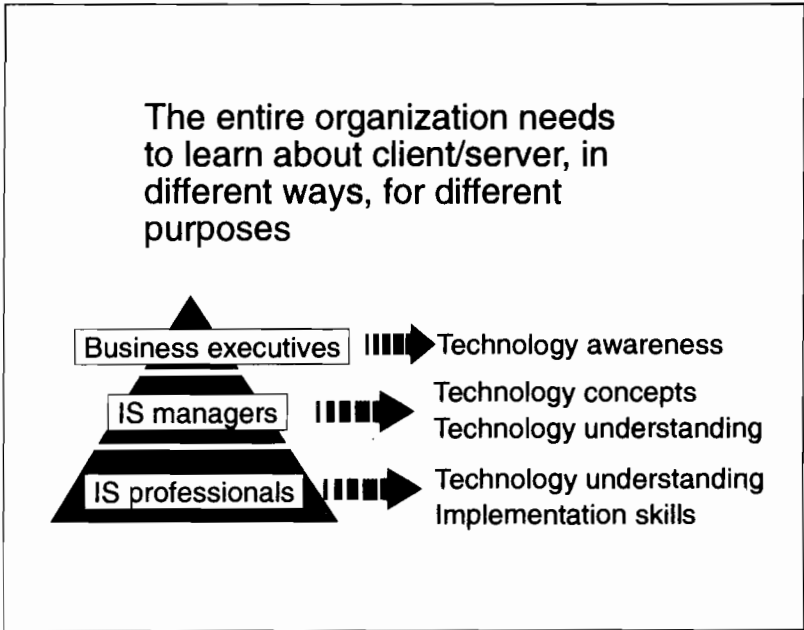 The entire organization needs
to learn about client/server, in
different ways, for different
purposes
Business executives
Technology awareness
IS managers
Technology concepts
Technology understanding
IS professionals
Technology understanding
Implementation skills